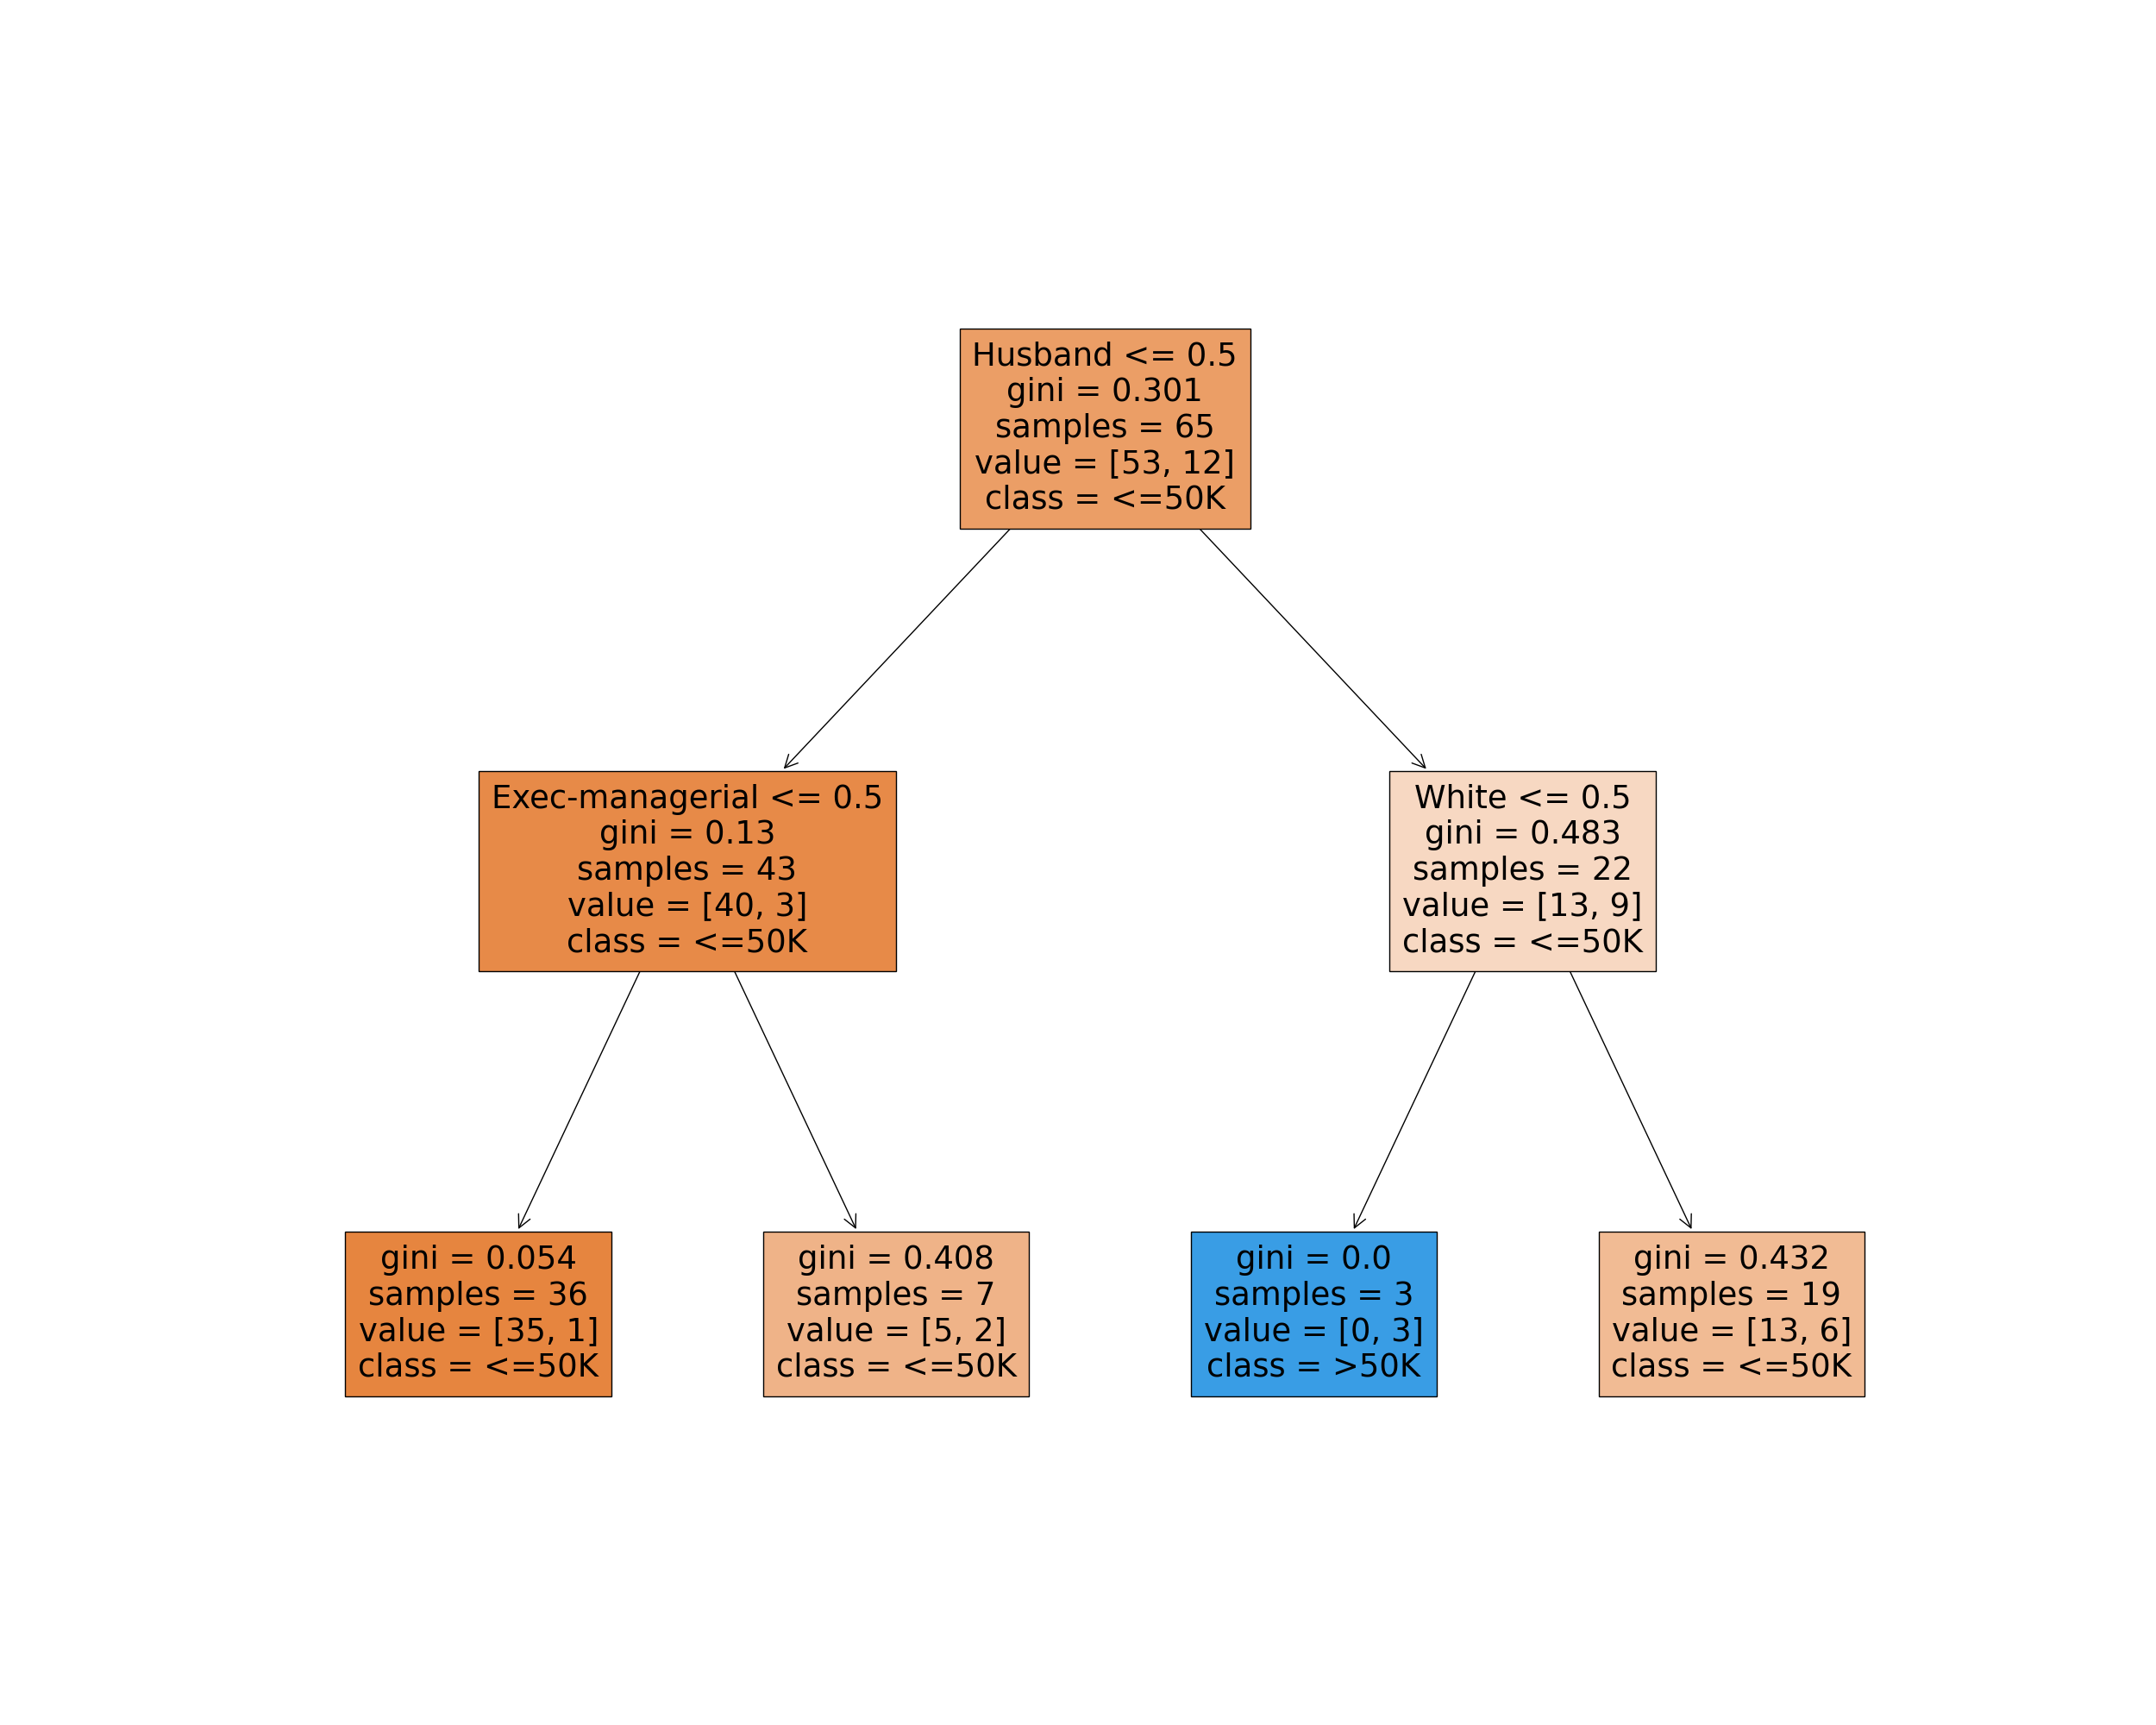 Husband <= 0.5
gini = 0.301
samples = 65
value = [53, 12]
class = <=50K
Exec-managerial <= 0.5
gini = 0.13
samples = 43
value = [40, 3]
class = <=50K
White <= 0.5
gini = 0.483
samples = 22
value = [13, 9]
class = <=50K
gini = 0.054
samples = 36
value = [35, 1]
class = <=50K
gini = 0.408
samples = 7
value = [5, 2]
class = <=50K
gini = 0.0
samples = 3
value = [0, 3]
class = >50K
gini = 0.432
samples = 19
value = [13, 6]
class = <=50K